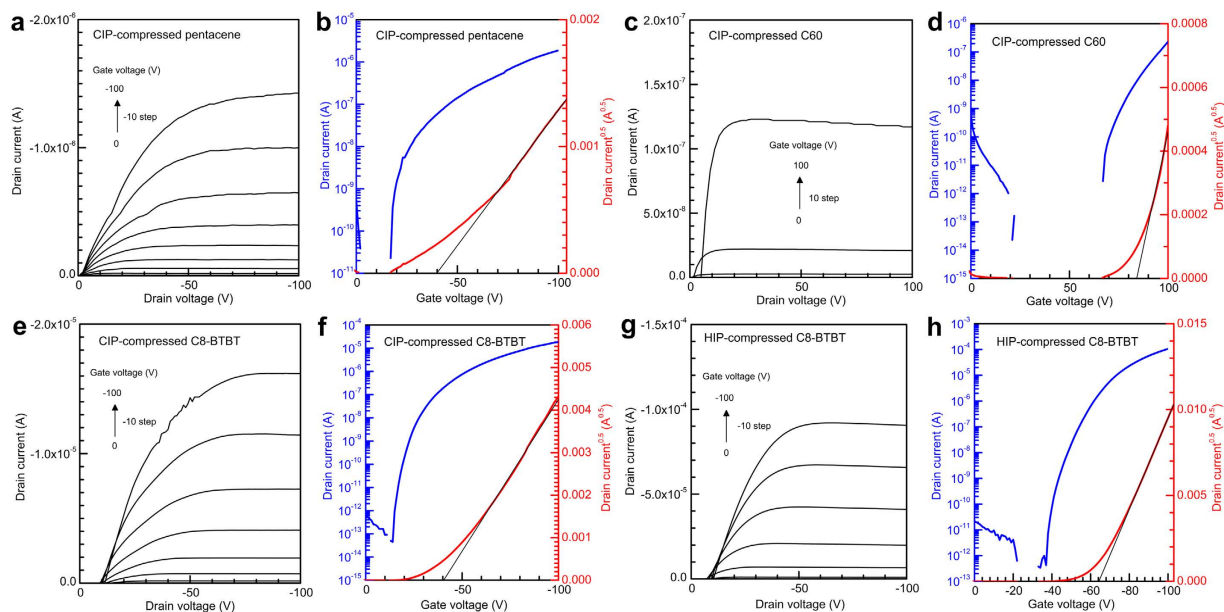 a
CIP-compressed pentacene
Gate voltage (V)
-100
-10 step
0
-2.0x10⁻⁶
-1.0x10⁻⁶
0.0
Drain current (A)
0 -50 -100
Drain voltage (V)
b
CIP-compressed pentacene
10⁻⁵
10⁻⁶
10⁻⁷
10⁻⁸
10⁻⁹
10⁻¹⁰
10⁻¹¹
Drain current (A)
0 -50 -100
Gate voltage (V)
0.002
0.001
0.000
Drain current⁰·⁵ (A⁰·⁵)
c
CIP-compressed C60
2.0x10⁻⁷
1.5x10⁻⁷
1.0x10⁻⁷
5.0x10⁻⁸
0.0
Drain current (A)
Gate voltage (V)
100
10 step
0
0 50 100
Drain voltage (V)
d
CIP-compressed C60
10⁻⁶
10⁻⁷
10⁻⁸
10⁻⁹
10⁻¹⁰
10⁻¹¹
10⁻¹²
10⁻¹³
10⁻¹⁴
10⁻¹⁵
Drain current (A)
0 50 100
Gate voltage (V)
0.0008
0.0006
0.0004
0.0002
0.0000
Drain current⁰·⁵ (A⁰·⁵)
e
CIP-compressed C8-BTBT
Gate voltage (V)
-100
-10 step
0
-2.0x10⁻⁵
-1.0x10⁻⁵
0.0
Drain current (A)
0 -50 -100
Drain voltage (V)
f
CIP-compressed C8-BTBT
10⁻⁴
10⁻⁵
10⁻⁶
10⁻⁷
10⁻⁸
10⁻⁹
10⁻¹⁰
10⁻¹¹
10⁻¹²
10⁻¹³
10⁻¹⁴
10⁻¹⁵
Drain current (A)
0 -50 -100
Gate voltage (V)
0.006
0.005
0.004
0.003
0.002
0.001
0.000
Drain current⁰·⁵ (A⁰·⁵)
g
HIP-compressed C8-BTBT
Gate voltage (V)
-100
-10 step
0
-1.5x10⁻⁴
-1.0x10⁻⁴
-5.0x10⁻⁵
0.0
Drain current (A)
0 -50 -100
Drain voltage (V)
h
HIP-compressed C8-BTBT
10⁻³
10⁻⁴
10⁻⁵
10⁻⁶
10⁻⁷
10⁻⁸
10⁻⁹
10⁻¹⁰
10⁻¹¹
10⁻¹²
10⁻¹³
Drain current (A)
0 -20 -40 -60 -80 -100
Gate voltage (V)
0.015
0.010
0.005
0.000
Drain current⁰·⁵ (A⁰·⁵)